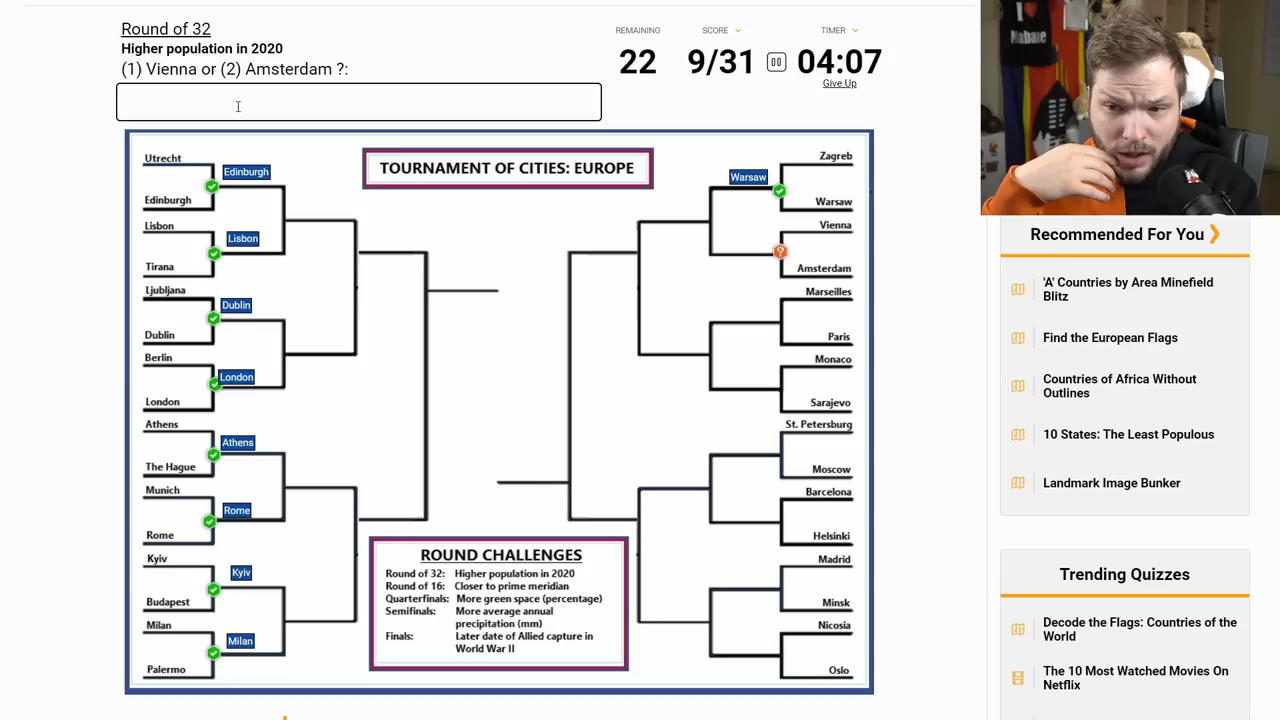 Round of 32
Higher population in 2020
(1) Vienna or (2) Amsterdam ?:
REMAINING
22
SCORE
9/31
TIMER
04:07
Give Up
TOURNAMENT OF CITIES: EUROPE
Utrecht
Edinburgh
Edinburgh
Lisbon
Lisbon
Tirana
Ljubljana
Dublin
Dublin
Berlin
London
London
Athens
Athens
The Hague
Munich
Rome
Rome
Kyiv
Kyiv
Budapest
Milan
Milan
Palermo
Zagreb
Warsaw
Warsaw
Vienna
?
Amsterdam
Marseilles
Paris
Monaco
Sarajevo
St. Petersburg
Moscow
Barcelona
Helsinki
Madrid
Minsk
Nicosia
Oslo
ROUND CHALLENGES
Round of 32: Higher population in 2020
Round of 16: Closer to prime meridian
Quarterfinals: More green space (percentage)
Semifinals: More average annual
precipitation (mm)
Finals: Later date of Allied capture in
World War II
Recommended For You
'A' Countries by Area Minefield
Blitz
Find the European Flags
Countries of Africa Without
Outlines
10 States: The Least Populous
Landmark Image Bunker
Trending Quizzes
Decode the Flags: Countries of the
World
The 10 Most Watched Movies On
Netflix